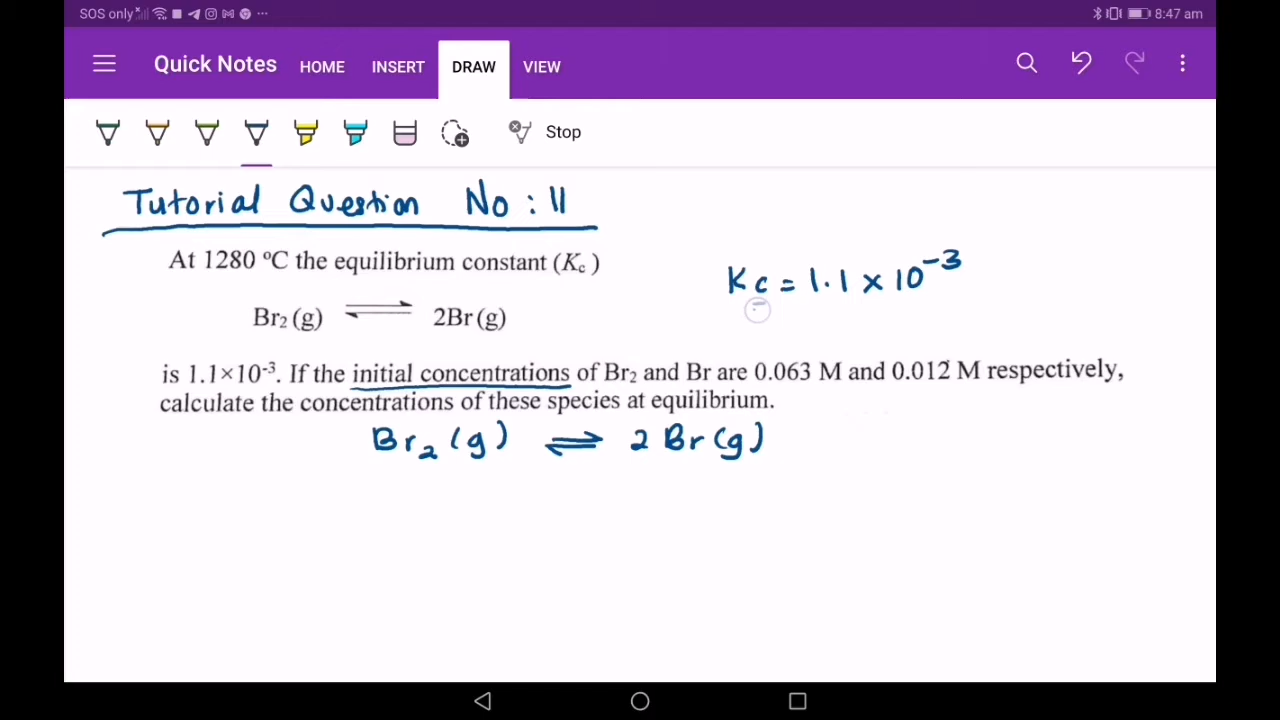 SOS only
8:47 am
Quick Notes HOME INSERT DRAW VIEW
Stop
Tutorial Question No : 11
At 1280 ºC the equilibrium constant (Kc )
Kc = 1.1 x 10⁻³
Br₂ (g) ⇌ 2Br (g)
is 1.1×10⁻³. If the initial concentrations of Br₂ and Br are 0.063 M and 0.012 M respectively,
calculate the concentrations of these species at equilibrium.
Br₂ (g) ⇌ 2 Br (g)